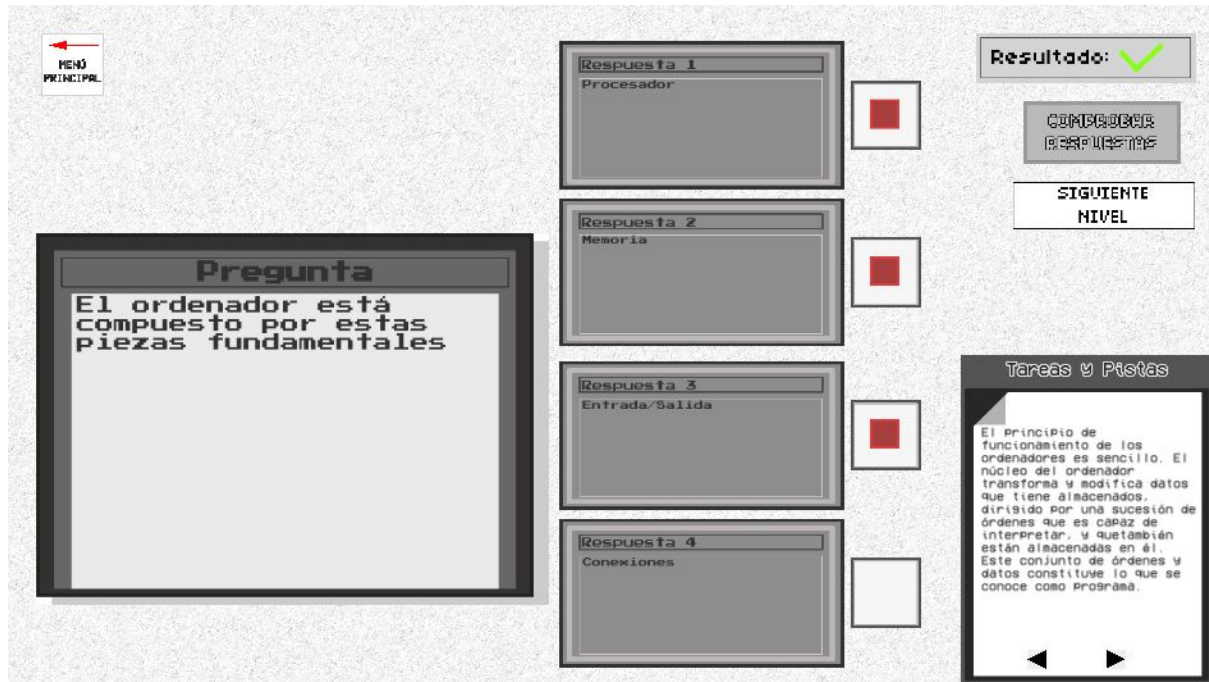 MENÚ
PRINCIPAL
Pregunta
El ordenador está
compuesto por estas
piezas fundamentales
Respuesta 1
Procesador
Respuesta 2
Memoria
Respuesta 3
Entrada/Salida
Respuesta 4
Conexiones
Resultado:
COMPROBAR
RESPUESTAS
SIGUIENTE
NIVEL
Tareas y Pistas
El principio de
funcionamiento de los
ordenadores es sencillo. El
núcleo del ordenador
transforma y modifica datos
que tiene almacenados,
dirigido por una sucesión de
órdenes que es capaz de
interpretar, y quetambién
están almacenadas en él.
Este conjunto de órdenes y
datos constituye lo que se
conoce como programa.